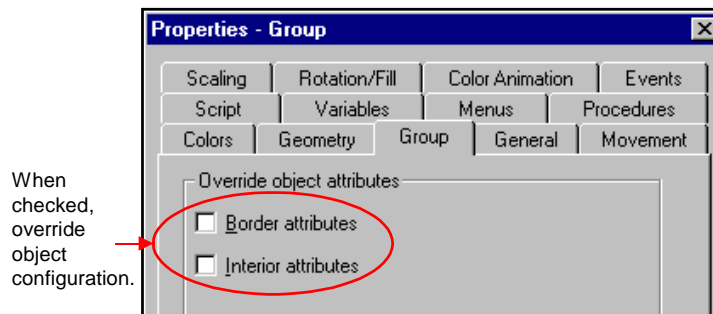 Properties - Group
Scaling Rotation/Fill Color Animation Events
Script Variables Menus Procedures
Colors Geometry Group General Movement
Override object attributes
Border attributes
Interior attributes
When
checked,
override
object
configuration.